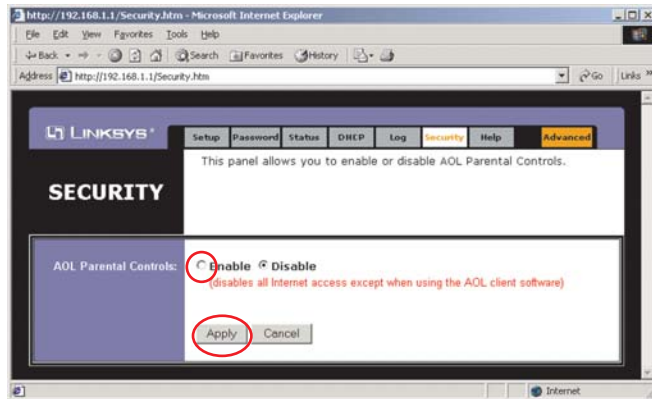 http://192.168.1.1/Security.htm - Microsoft Internet Explorer
File Edit View Favorites Tools Help
Back Search Favorites History
Address http://192.168.1.1/Security.htm Go Links »
LINKSYS®
Setup Password Status DHCP Log Security Help Advanced
This panel allows you to enable or disable AOL Parental Controls.
SECURITY
AOL Parental Controls: Enable Disable
(disables all Internet access except when using the AOL client software)
Apply Cancel
Internet